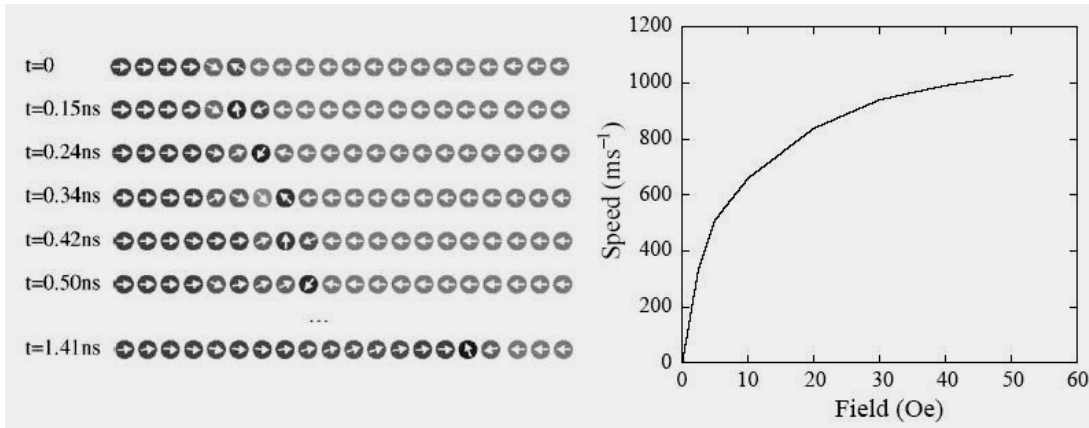 t=0
t=0.15ns
t=0.24ns
t=0.34ns
t=0.42ns
t=0.50ns
...
t=1.41ns
1200
1000
800
600
400
200
0
Speed (ms⁻¹)
0 10 20 30 40 50 60
Field (Oe)